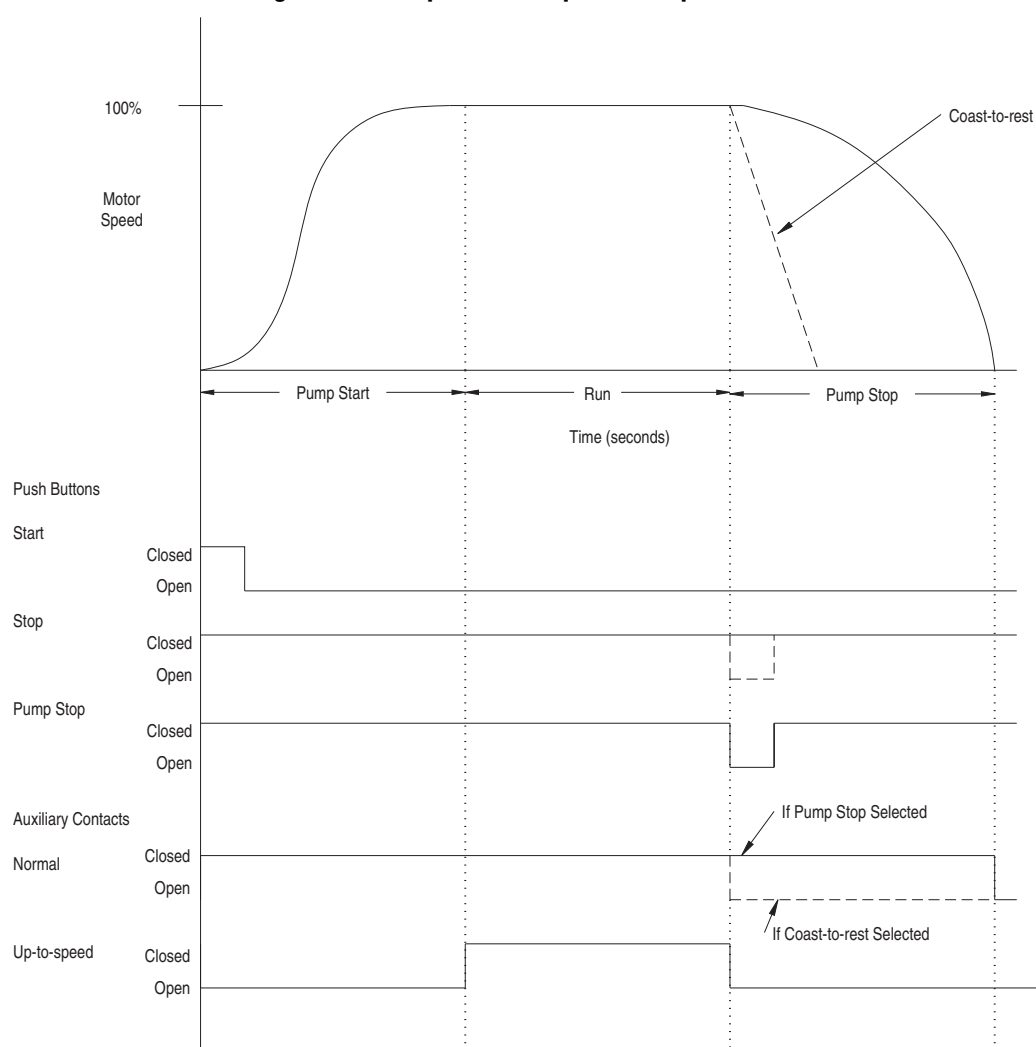 100%
Coast-to-rest
Motor
Speed
Pump Start
Run
Pump Stop
Time (seconds)
Push Buttons
Start
Closed
Open
Stop
Closed
Open
Pump Stop
Closed
Open
If Pump Stop Selected
Auxiliary Contacts
Normal
Closed
Open
If Coast-to-rest Selected
Up-to-speed
Closed
Open